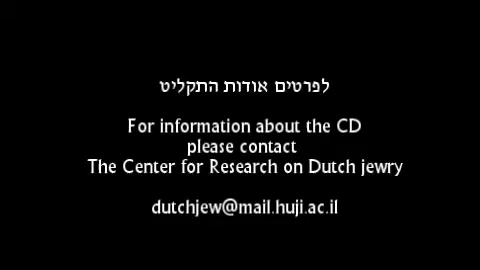 לפרטים אודות התקליט
For information about the CD
please contact
The Center for Research on Dutch jewry
dutchjew@mail.huji.ac.il